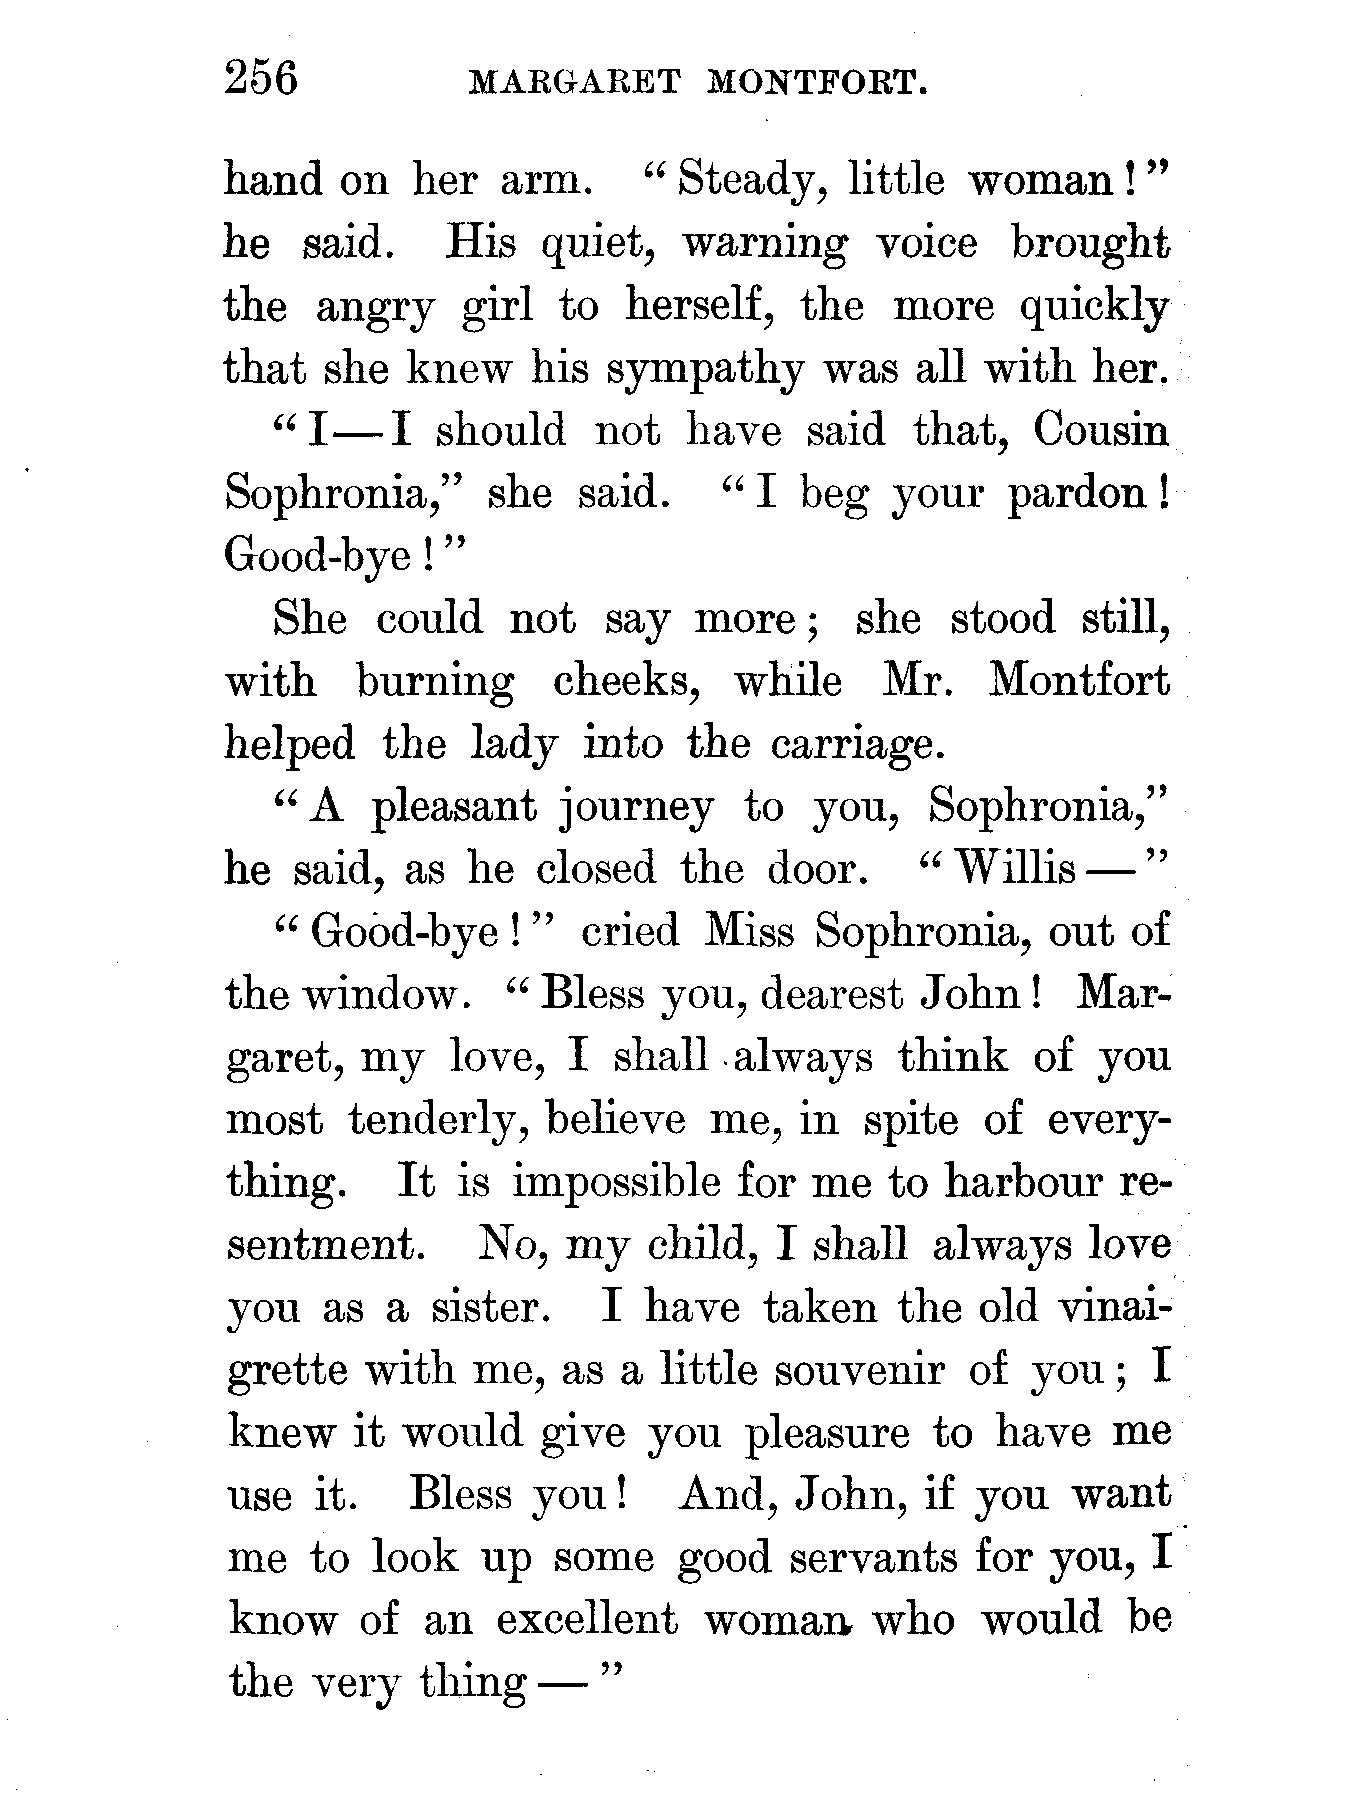 256 MARGARET MONTFORT.
hand on her arm. "Steady, little woman!"
he said. His quiet, warning voice brought
the angry girl to herself, the more quickly
that she knew his sympathy was all with her.
"I—I should not have said that, Cousin
Sophronia," she said. "I beg your pardon!
Good-bye!"
She could not say more; she stood still,
with burning cheeks, while Mr. Montfort
helped the lady into the carriage.
"A pleasant journey to you, Sophronia,"
he said, as he closed the door. "Willis—"
"Good-bye!" cried Miss Sophronia, out of
the window. "Bless you, dearest John! Mar-
garet, my love, I shall always think of you
most tenderly, believe me, in spite of every-
thing. It is impossible for me to harbour re-
sentment. No, my child, I shall always love
you as a sister. I have taken the old vinai-
grette with me, as a little souvenir of you; I
knew it would give you pleasure to have me
use it. Bless you! And, John, if you want
me to look up some good servants for you, I
know of an excellent woman who would be
the very thing—"